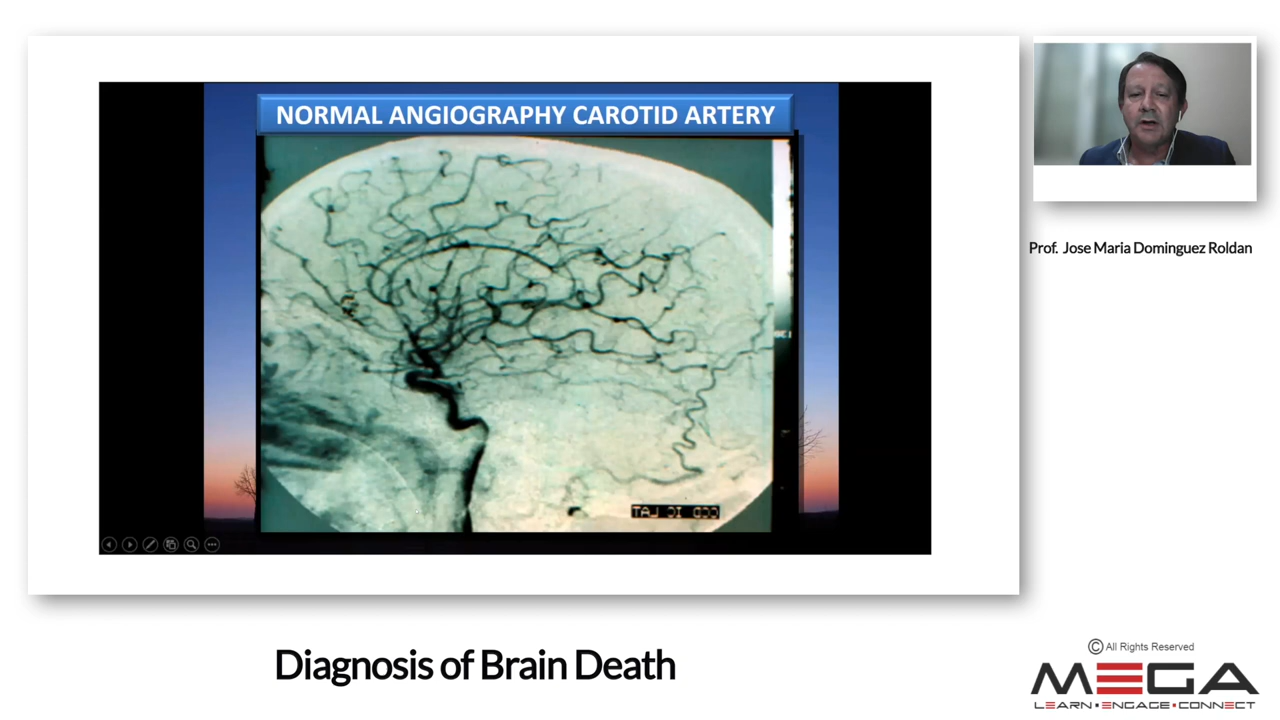 NORMAL ANGIOGRAPHY CAROTID ARTERY
Prof. Jose Maria Dominguez Roldan
Diagnosis of Brain Death
© All Rights Reserved
MEGA
LEARN • ENGAGE • CONNECT